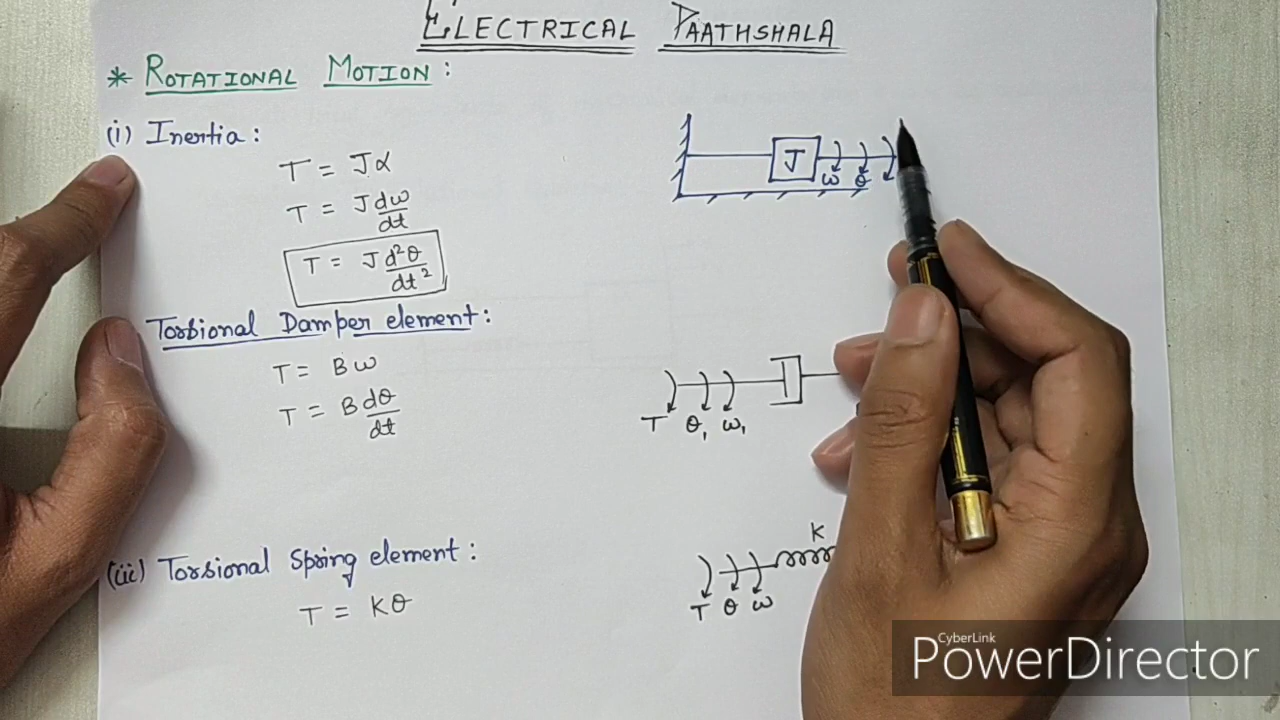 ELECTRICAL PAATHSHALA
* ROTATIONAL MOTION :
(i) Inertia :
T = Jα
T = J dω/dt
T = J d²θ/dt²
J
ω θ
Torsional Damper element :
T = Bω
T = B dθ/dt
T θ₁ ω₁
(iii) Torsional Spring element :
T = Kθ
K
T θ ω
CyberLink
PowerDirector